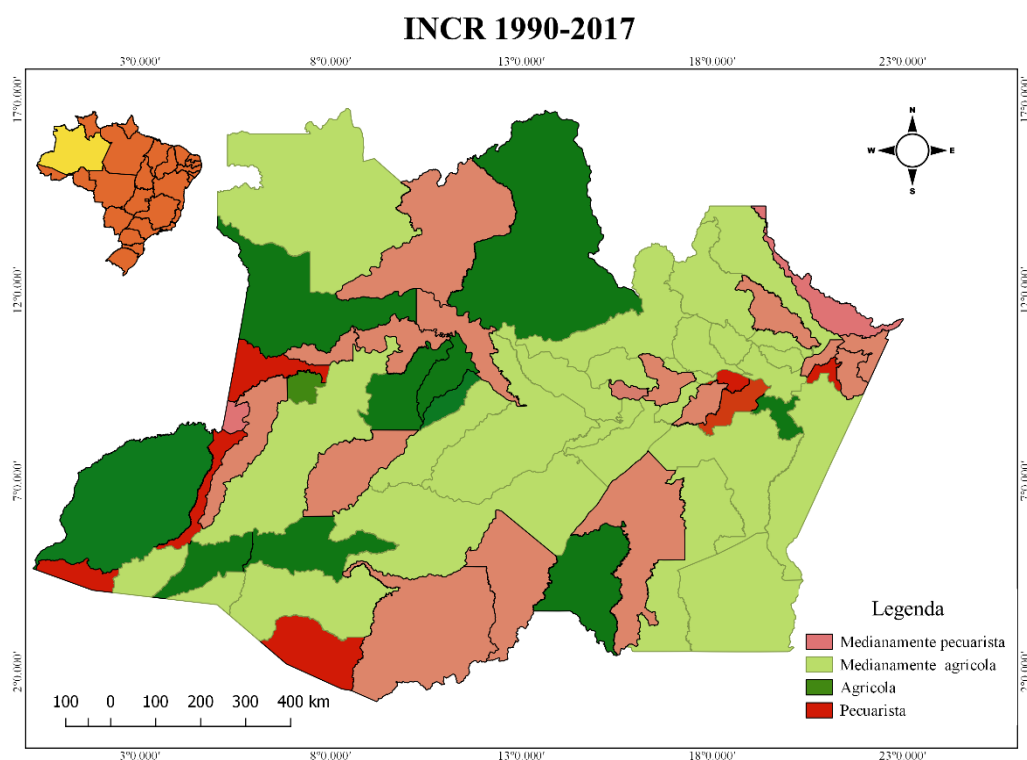 INCR 1990-2017
3°0.000' 8°0.000' 13°0.000' 18°0.000' 23°0.000'
17°0.000' 17°0.000'
N
W E
S
12°0.000' 12°0.000'
7°0.000' 7°0.000'
Legenda
Medianamente pecuarista
Medianamente agricola
Agricola
Pecuarista
2°0.000' 2°0.000'
100 0 100 200 300 400 km
3°0.000' 8°0.000' 13°0.000' 18°0.000' 23°0.000'